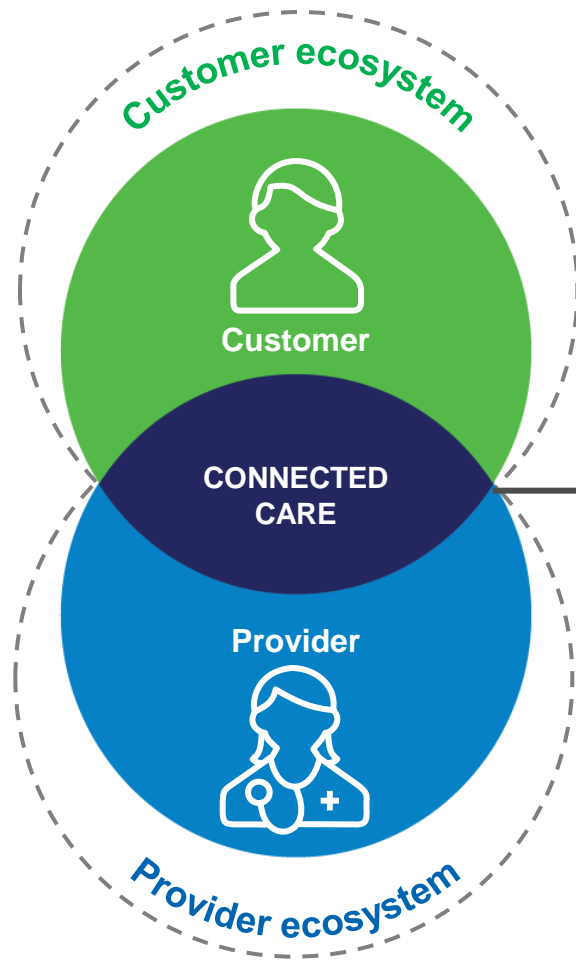 Customer ecosystem
Customer
CONNECTED
CARE
Provider
Provider ecosystem